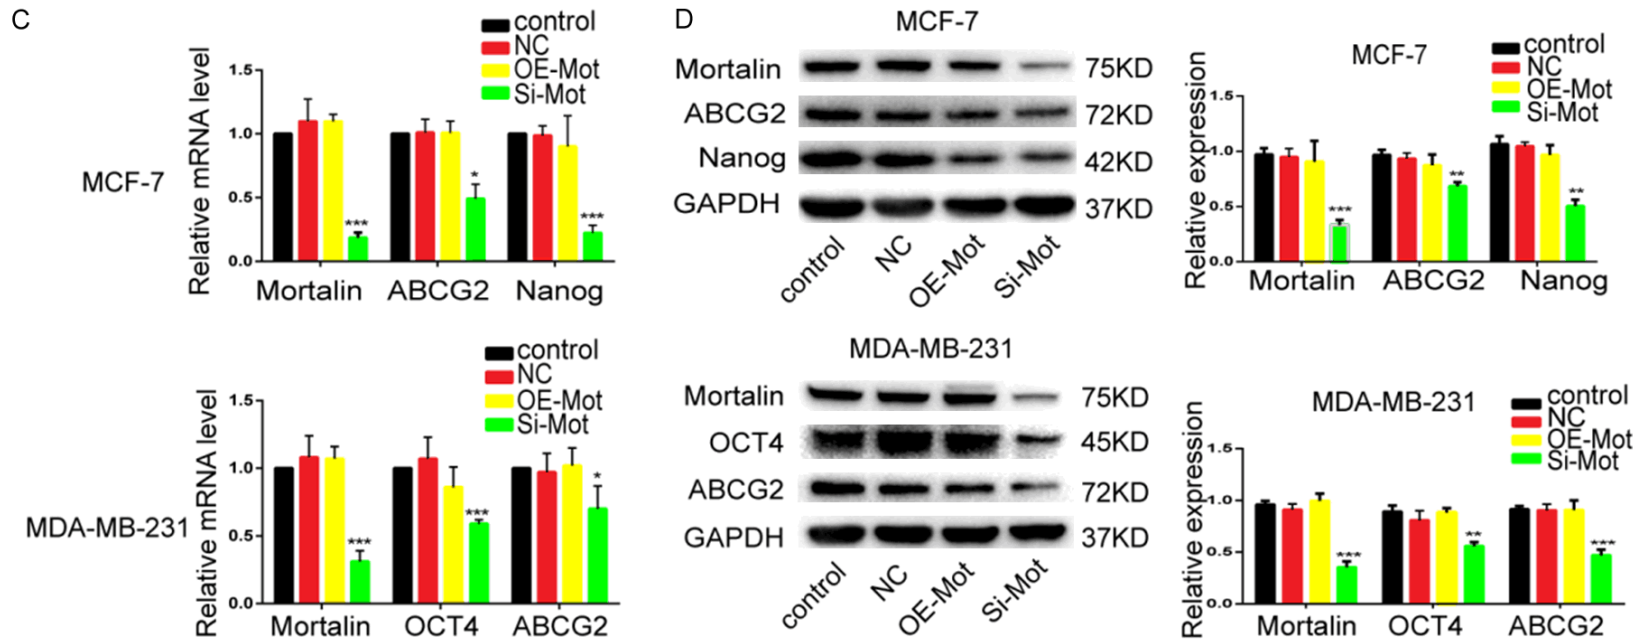 C
control
NC
OE-Mot
Si-Mot
MCF-7
Relative mRNA level
1.5
1.0
0.5
0.0
***
*
***
Mortalin ABCG2 Nanog
control
NC
OE-Mot
Si-Mot
MDA-MB-231
Relative mRNA level
1.5
1.0
0.5
0.0
***
***
*
Mortalin OCT4 ABCG2
D
MCF-7
Mortalin 75KD
ABCG2 72KD
Nanog 42KD
GAPDH 37KD
control NC OE-Mot Si-Mot
MCF-7
control
NC
OE-Mot
Si-Mot
Relative expression
1.5
1.0
0.5
0.0
***
**
**
Mortalin ABCG2 Nanog
MDA-MB-231
Mortalin 75KD
OCT4 45KD
ABCG2 72KD
GAPDH 37KD
control NC OE-Mot Si-Mot
MDA-MB-231
control
NC
OE-Mot
Si-Mot
Relative expression
1.5
1.0
0.5
0.0
***
**
***
Mortalin OCT4 ABCG2